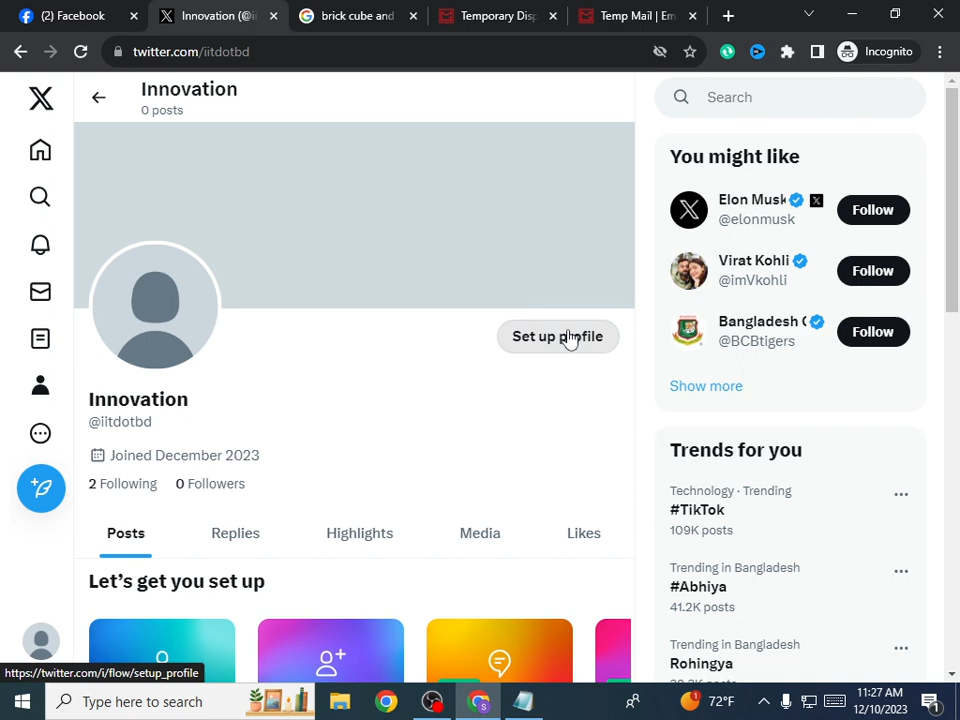 (2) Facebook
Innovation (@ii
brick cube and
Temporary Disp
Temp Mail | Em
twitter.com/iitdotbd
Incognito
Innovation
0 posts
Search
You might like
Elon Musk
@elonmusk
Follow
Virat Kohli
@imVkohli
Follow
Bangladesh C
@BCBtigers
Follow
Show more
Set up profile
Innovation
@iitdotbd
Joined December 2023
2 Following 0 Followers
Posts Replies Highlights Media Likes
Let's get you set up
Trends for you
Technology · Trending
#TikTok
109K posts
Trending in Bangladesh
#Abhiya
41.2K posts
Trending in Bangladesh
Rohingya
https://twitter.com/i/flow/setup_profile
Type here to search
72°F
11:27 AM
12/10/2023
1